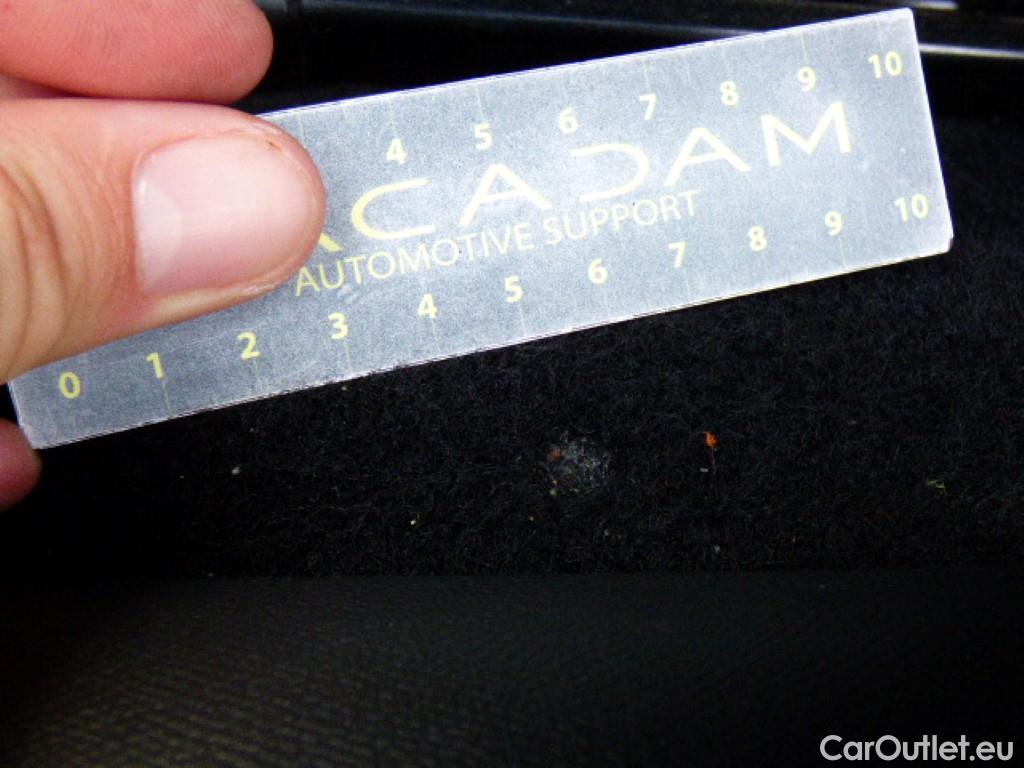 4 5 6 7 8 9 10
ACADAM
AUTOMOTIVE SUPPORT
0 1 2 3 4 5 6 7 8 9 10
CarOutlet.eu